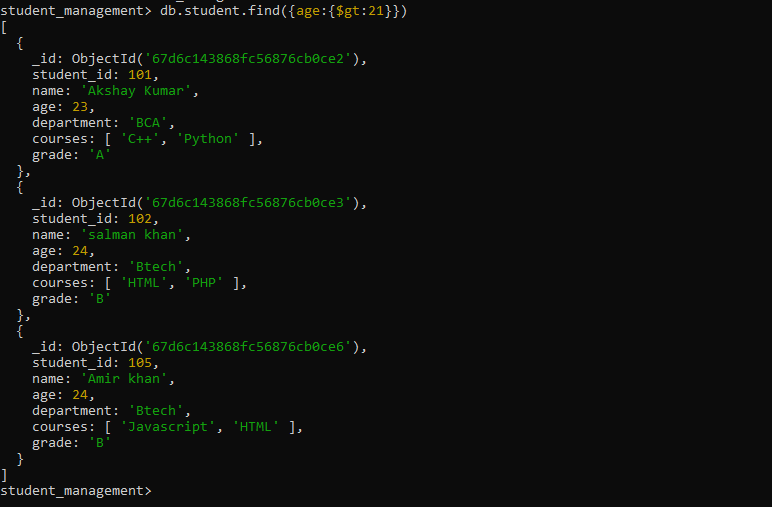 student_management> db.student.find({age:{$gt:21}})
[
  {
    _id: ObjectId('67d6c143868fc56876cb0ce2'),
    student_id: 101,
    name: 'Akshay Kumar',
    age: 23,
    department: 'BCA',
    courses: [ 'C++', 'Python' ],
    grade: 'A'
  },
  {
    _id: ObjectId('67d6c143868fc56876cb0ce3'),
    student_id: 102,
    name: 'salman khan',
    age: 24,
    department: 'Btech',
    courses: [ 'HTML', 'PHP' ],
    grade: 'B'
  },
  {
    _id: ObjectId('67d6c143868fc56876cb0ce6'),
    student_id: 105,
    name: 'Amir khan',
    age: 24,
    department: 'Btech',
    courses: [ 'Javascript', 'HTML' ],
    grade: 'B'
  }
]
student_management>